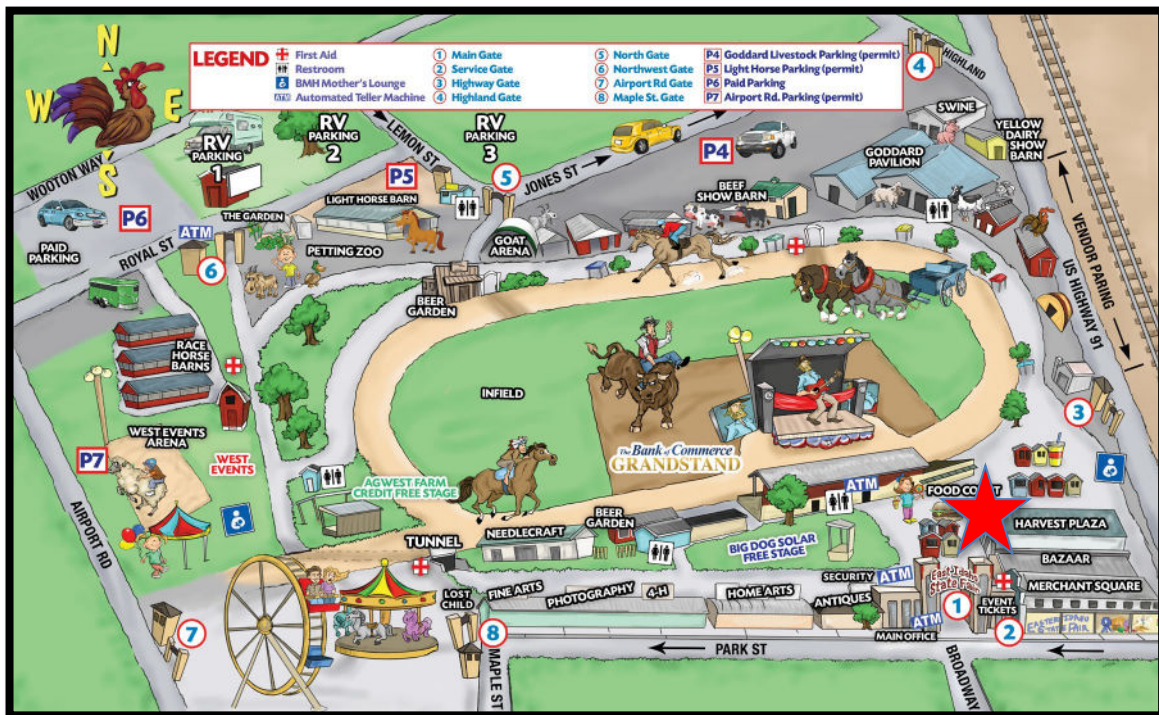 N
W
E
S
LEGEND
First Aid
Restroom
BMH Mother's Lounge
ATM Automated Teller Machine
1 Main Gate
2 Service Gate
3 Highway Gate
4 Highland Gate
5 North Gate
6 Northwest Gate
7 Airport Rd Gate
8 Maple St. Gate
P4 Goddard Livestock Parking (permit)
P5 Light Horse Parking (permit)
P6 Paid Parking
P7 Airport Rd. Parking (permit)
4
HIGHLAND
SWINE
YELLOW
DAIRY
SHOW
BARN
GODDARD
PAVILION
RV
PARKING
1
RV
PARKING
2
LEMON ST
RV
PARKING
3
P4
P5
5
JONES ST
WOOTON WAY
P6
PAID
PARKING
ROYAL ST
ATM
6
THE GARDEN
LIGHT HORSE BARN
PETTING ZOO
GOAT
ARENA
BEEF
SHOW BARN
BEER
GARDEN
VENDOR PARING
US HIGHWAY 91
RACE
HORSE
BARNS
INFIELD
3
WEST EVENTS
ARENA
P7
WEST
EVENTS
AGWEST FARM
CREDIT FREE STAGE
The Bank of Commerce
GRANDSTAND
ATM
FOOD
AIRPORT RD
TUNNEL
NEEDLECRAFT
BEER
GARDEN
BIG DOG SOLAR
FREE STAGE
HARVEST PLAZA
BAZAAR
MERCHANT SQUARE
SECURITY
ATM
East Idaho
State Fair
1
EVENT
TICKETS
2
LOST
CHILD
FINE ARTS
PHOTOGRAPHY
4-H
HOME ARTS
ANTIQUES
ATM
MAIN OFFICE
7
8
MAPLE ST
PARK ST
BROADWAY